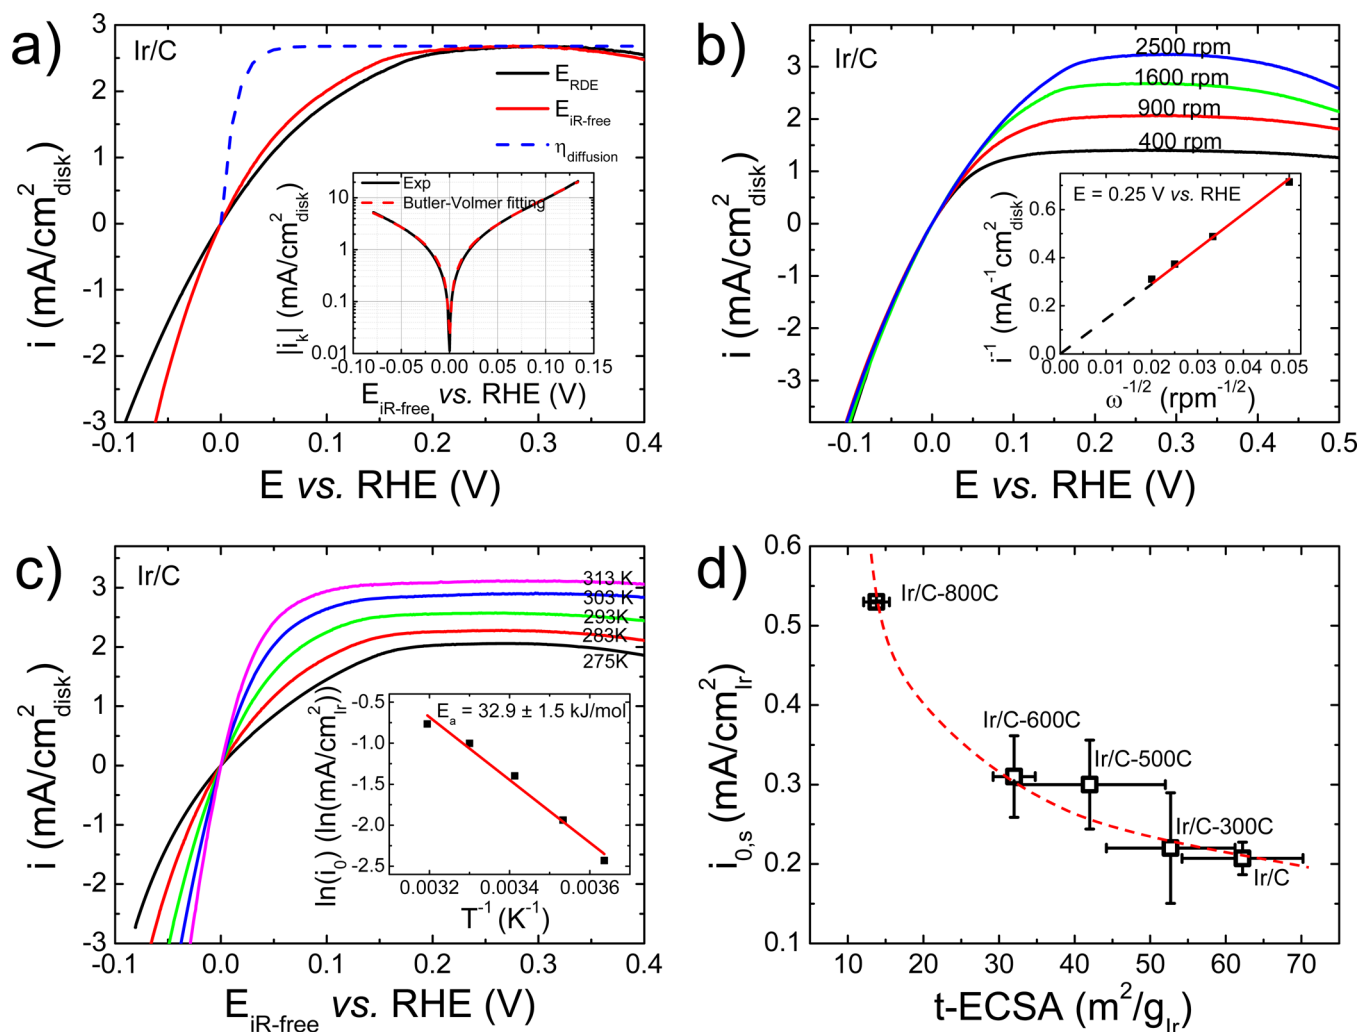 a)
Ir/C
E_RDE
E_iR-free
η_diffusion
3
2
1
0
-1
-2
-3
i (mA/cm²_disk)
-0.1 0.0 0.1 0.2 0.3 0.4
E vs. RHE (V)
Exp
Butler-Volmer fitting
10
1
0.1
0.01
|i_k| (mA/cm²_disk)
-0.10 -0.05 0.00 0.05 0.10 0.15
E_iR-free vs. RHE (V)
b)
Ir/C
2500 rpm
1600 rpm
900 rpm
400 rpm
3
2
1
0
-1
-2
-3
i (mA/cm²_disk)
-0.1 0.0 0.1 0.2 0.3 0.4 0.5
E vs. RHE (V)
E = 0.25 V vs. RHE
0.6
0.4
0.2
0.0
i⁻¹ (mA⁻¹ cm²_disk)
0.00 0.01 0.02 0.03 0.04 0.05
ω^-1/2 (rpm^-1/2)
c)
Ir/C
313 K
303 K
293K
283K
275K
3
2
1
0
-1
-2
-3
i (mA/cm²_disk)
-0.1 0.0 0.1 0.2 0.3 0.4
E_iR-free vs. RHE (V)
E_a = 32.9 ± 1.5 kJ/mol
-0.5
-1.0
-1.5
-2.0
-2.5
ln(i_0) (ln(mA/cm²_Ir))
0.0032 0.0034 0.0036
T⁻¹ (K⁻¹)
d)
Ir/C-800C
Ir/C-600C
Ir/C-500C
Ir/C-300C
Ir/C
0.6
0.5
0.4
0.3
0.2
0.1
i_0,s (mA/cm²_Ir)
10 20 30 40 50 60 70
t-ECSA (m²/g_Ir)